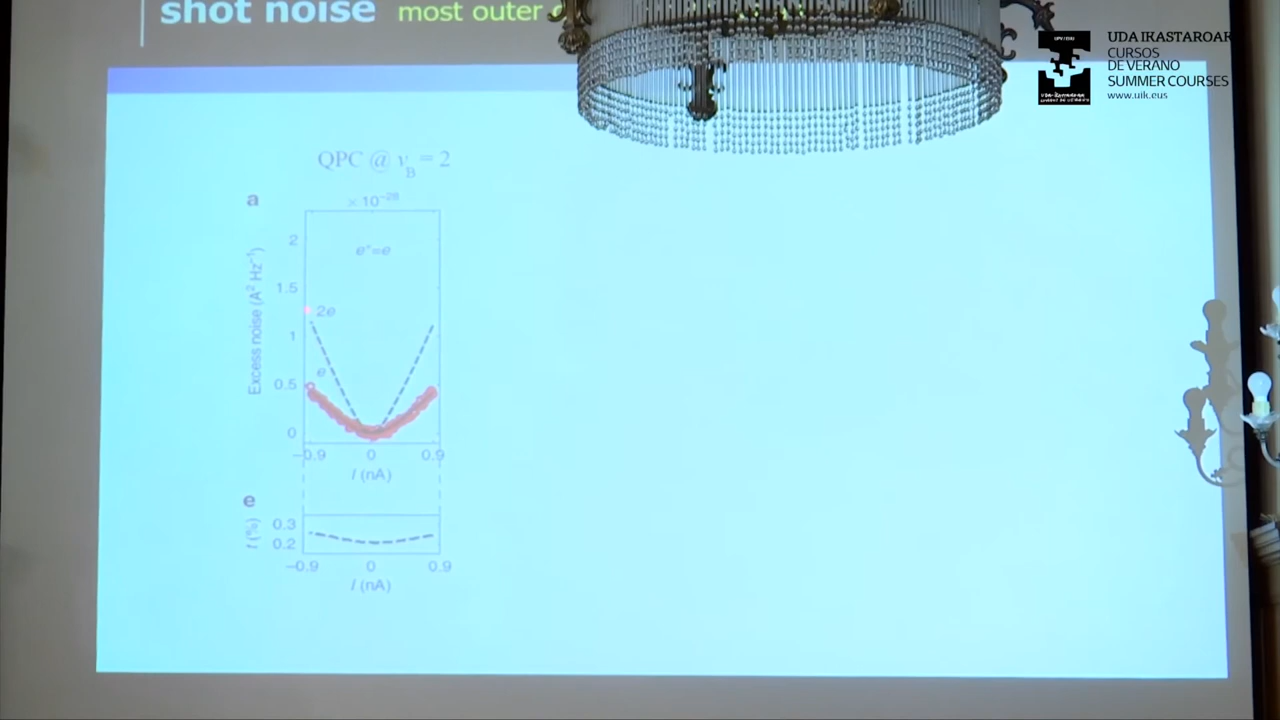 shot noise most outer
UDA IKASTAROAK
CURSOS
DE VERANO
SUMMER COURSES
www.uik.eus
QPC @ νB = 2
a
× 10⁻²⁸
e*=e
2
1.5
1
0.5
0
2e
e
Excess noise (A² Hz⁻¹)
−0.9 0 0.9
I (nA)
e
0.3
0.2
t (%)
−0.9 0 0.9
I (nA)